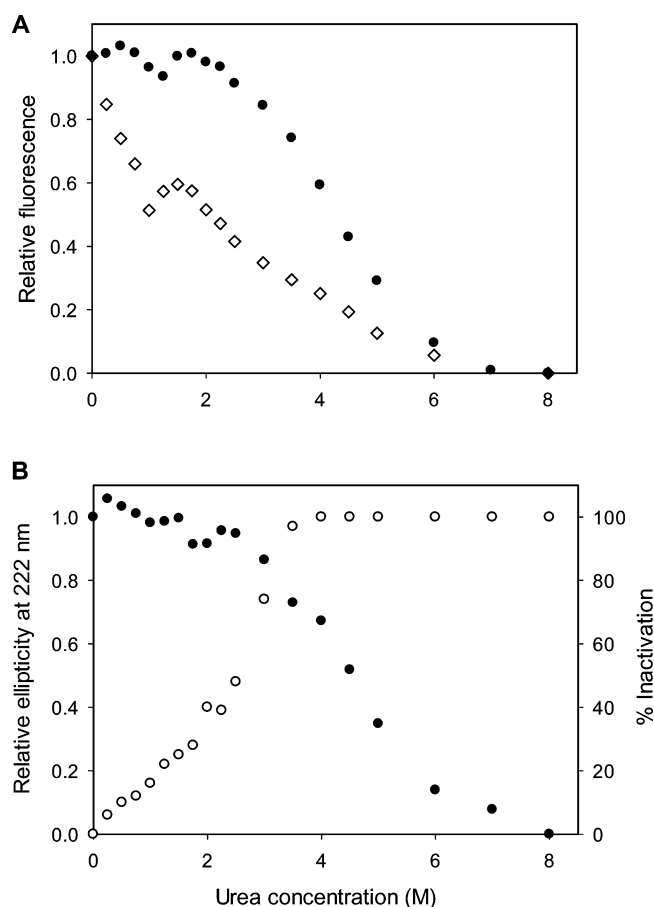 A
Relative fluorescence
1.0
0.8
0.6
0.4
0.2
0.0
0 2 4 6 8
B
Relative ellipticity at 222 nm
1.0
0.8
0.6
0.4
0.2
0.0
100
80
60
40
20
0
% Inactivation
0 2 4 6 8
Urea concentration (M)